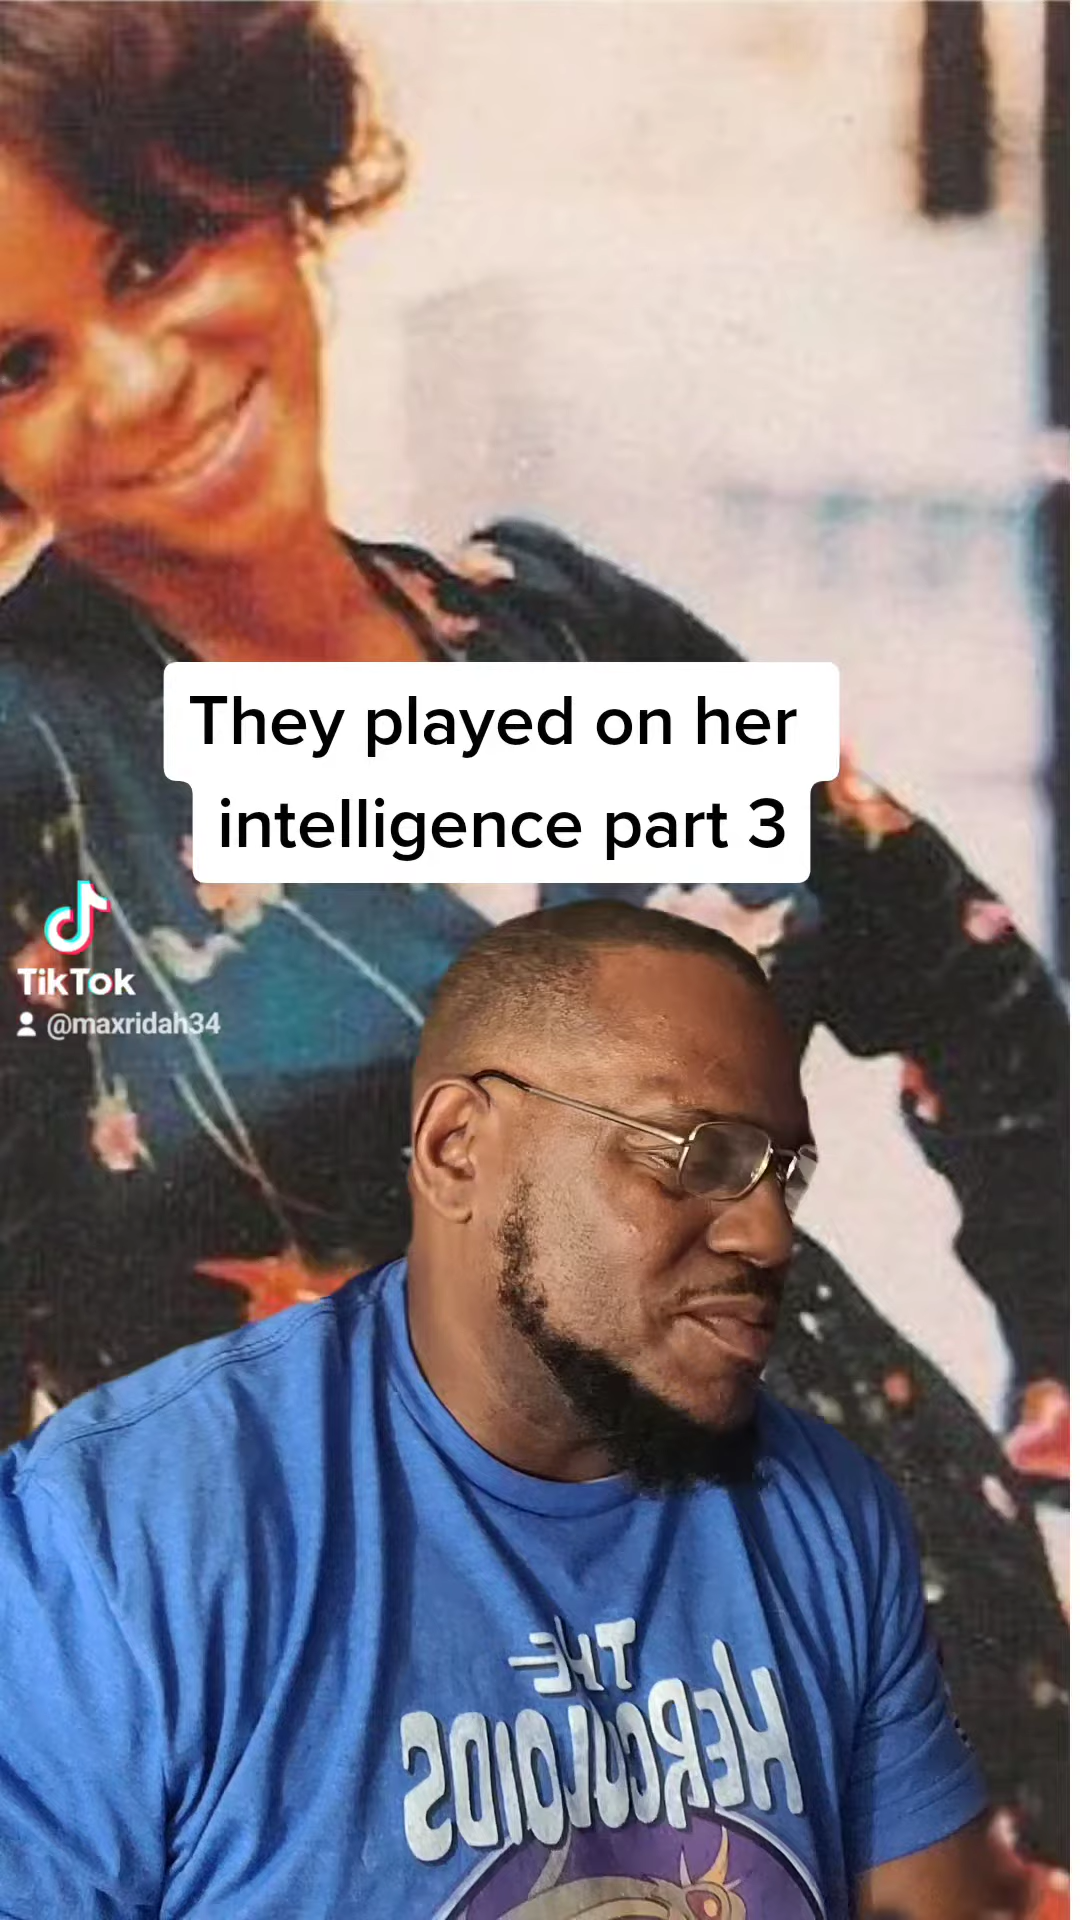 They played on her
intelligence part 3
TikTok
@maxridah34
THE
HERCULOIDS